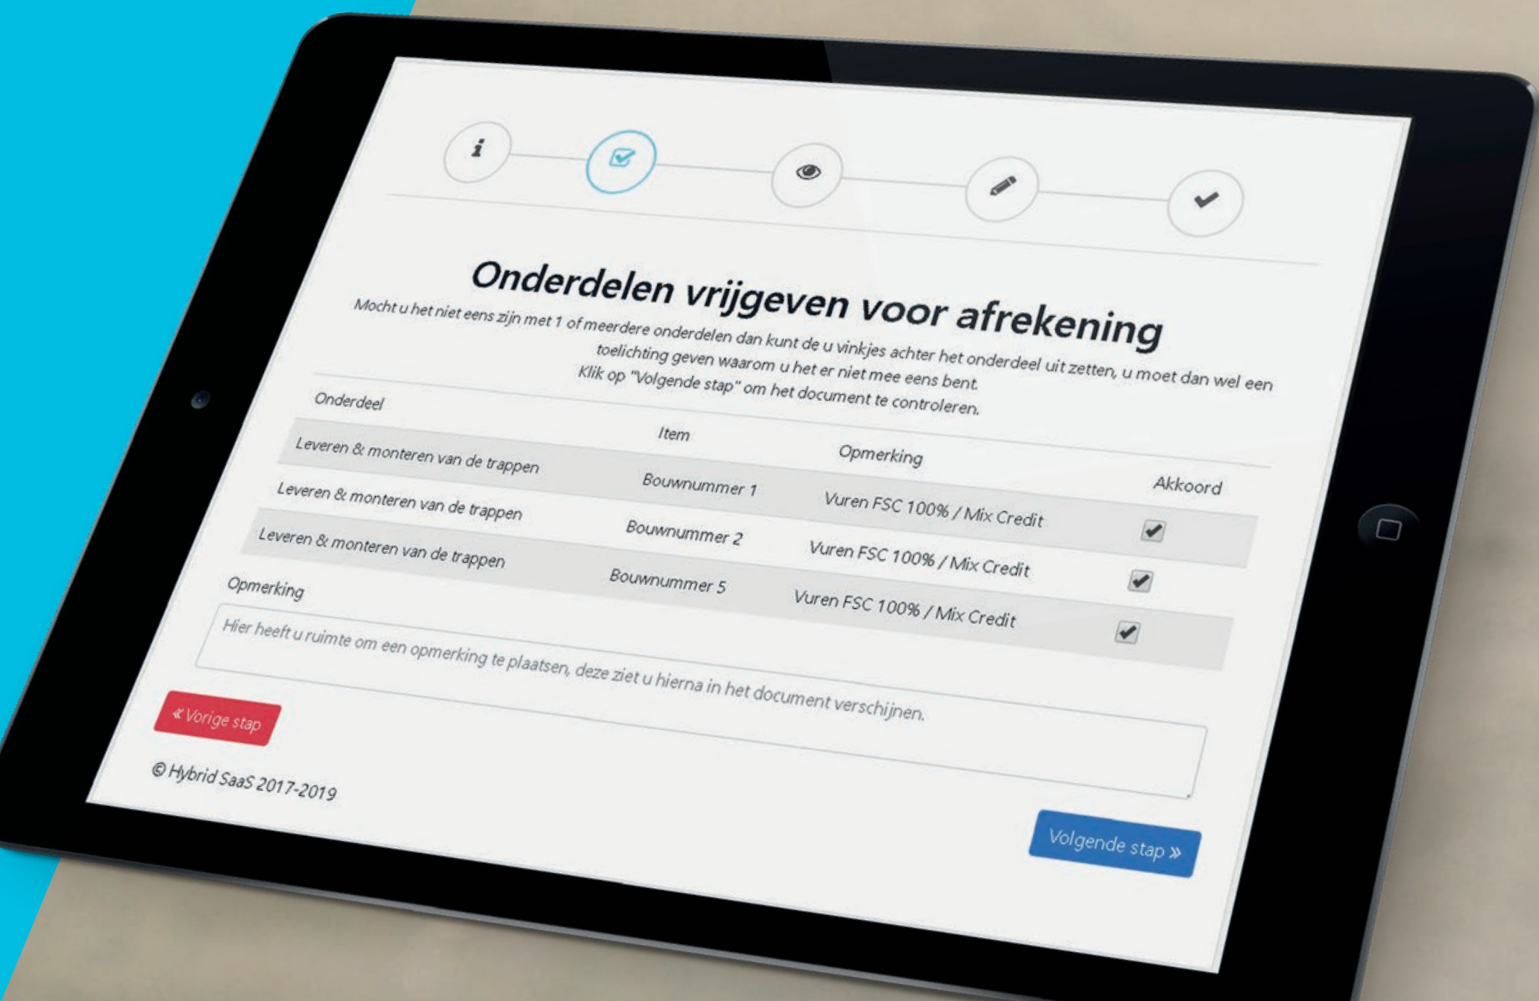 Onderdelen vrijgeven voor afrekening
Mocht u het niet eens zijn met 1 of meerdere onderdelen dan kunt de u vinkjes achter het onderdeel uit zetten, u moet dan wel een
toelichting geven waarom u het er niet mee eens bent.
Klik op "Volgende stap" om het document te controleren.
Onderdeel Item Opmerking Akkoord
Leveren & monteren van de trappen Bouwnummer 1 Vuren FSC 100% / Mix Credit
Leveren & monteren van de trappen Bouwnummer 2 Vuren FSC 100% / Mix Credit
Leveren & monteren van de trappen Bouwnummer 5 Vuren FSC 100% / Mix Credit
Opmerking
Hier heeft u ruimte om een opmerking te plaatsen, deze ziet u hierna in het document verschijnen.
« Vorige stap
Volgende stap »
© Hybrid SaaS 2017-2019